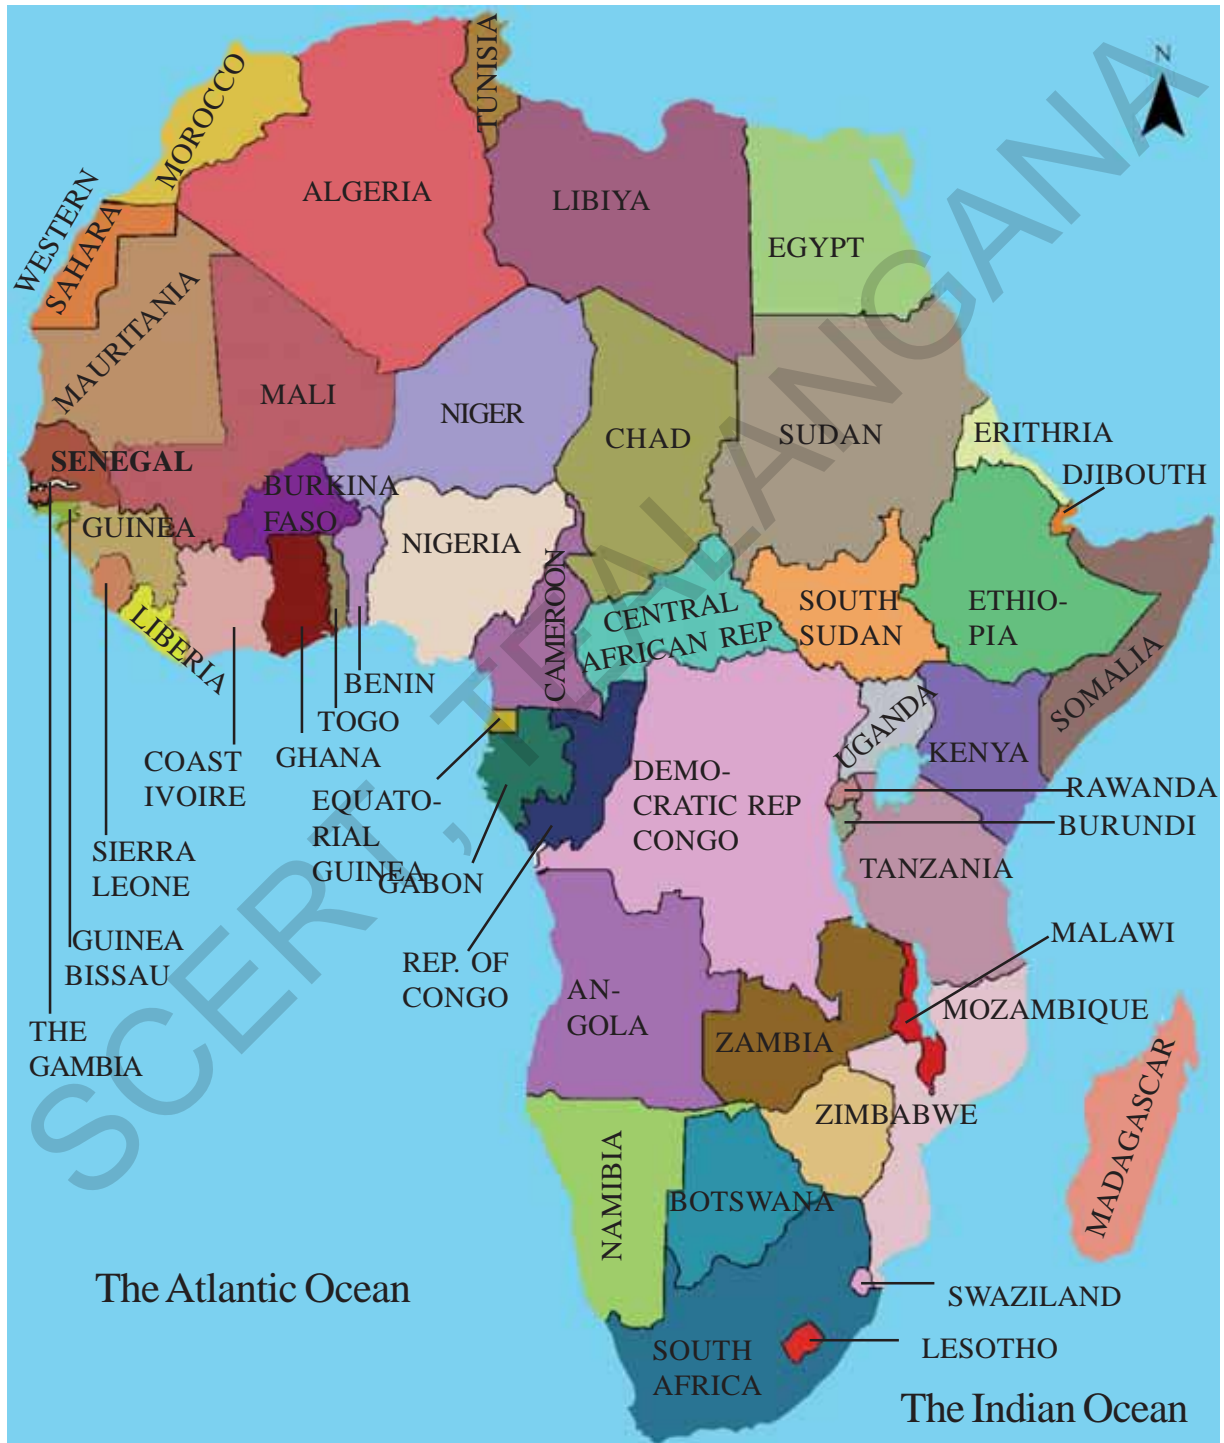 N
TUNISIA
MOROCCO
ALGERIA
LIBIYA
EGYPT
WESTERN
SAHARA
MAURITANIA
MALI
NIGER
CHAD
SUDAN
ERITHRIA
DJIBOUTH
SENEGAL
BURKINA
FASO
GUINEA
NIGERIA
CAMEROON
CENTRAL
AFRICAN REP
SOUTH
SUDAN
ETHIO-
PIA
SOMALIA
LIBERIA
BENIN
TOGO
GHANA
COAST
IVOIRE
UGANDA
KENYA
EQUATO-
RIAL
GUINEA
GABON
DEMO-
CRATIC REP
CONGO
RAWANDA
BURUNDI
SIERRA
LEONE
TANZANIA
GUINEA
BISSAU
REP. OF
CONGO
MALAWI
THE
GAMBIA
AN-
GOLA
ZAMBIA
MOZAMBIQUE
MADAGASCAR
ZIMBABWE
NAMIBIA
BOTSWANA
The Atlantic Ocean
SWAZILAND
SOUTH
AFRICA
LESOTHO
The Indian Ocean
SCERT, TEALANGANA